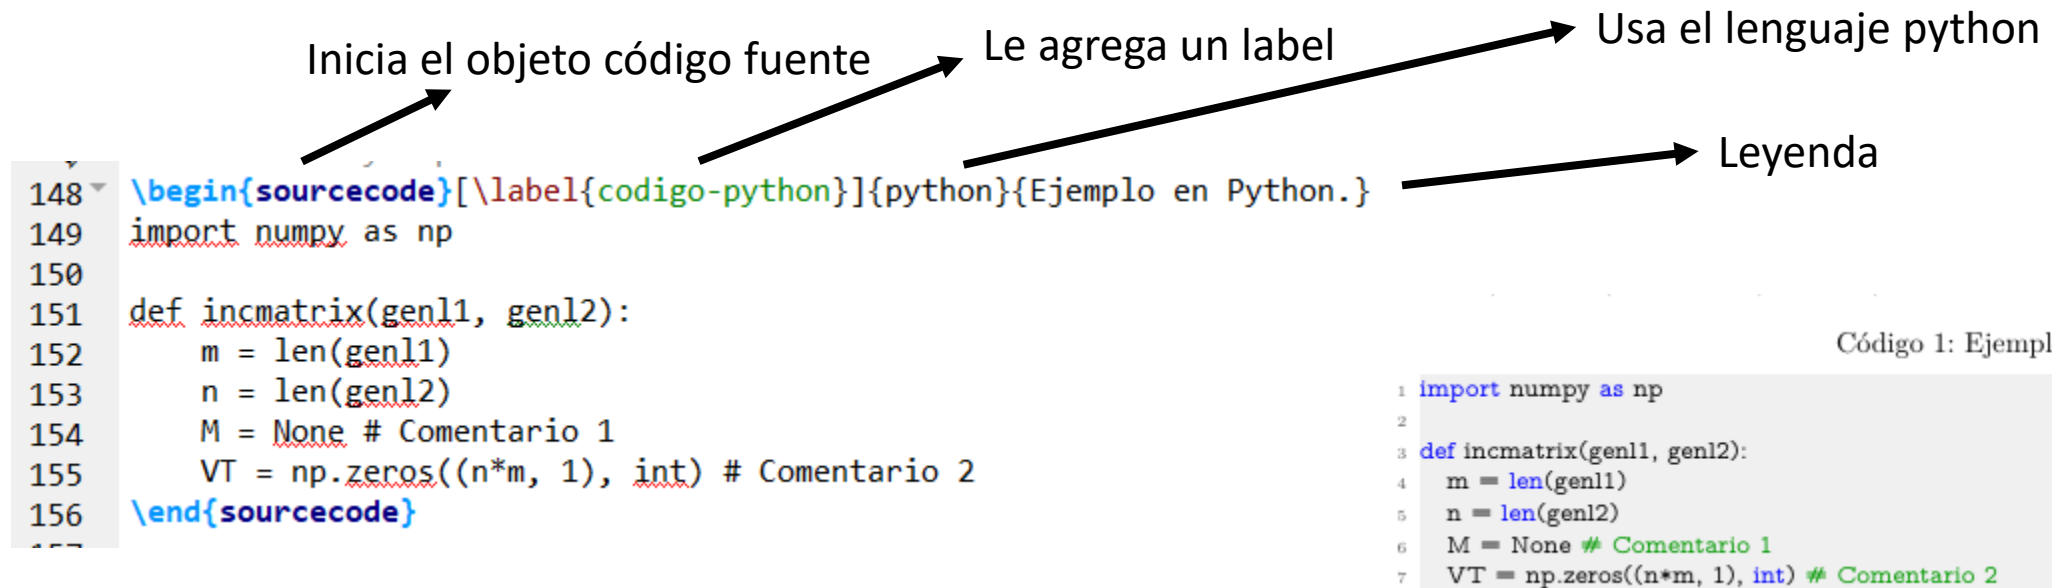 Usa el lenguaje python
Inicia el objeto código fuente
Le agrega un label
Leyenda
148 \begin{sourcecode}[\label{codigo-python}]{python}{Ejemplo en Python.}
149 import numpy as np
150
151 def incmatrix(genl1, genl2):
152     m = len(genl1)
153     n = len(genl2)
154     M = None # Comentario 1
155     VT = np.zeros((n*m, 1), int) # Comentario 2
156 \end{sourcecode}
Código 1: Ejempl
1 import numpy as np
2
3 def incmatrix(genl1, genl2):
4   m = len(genl1)
5   n = len(genl2)
6   M = None # Comentario 1
7   VT = np.zeros((n*m, 1), int) # Comentario 2